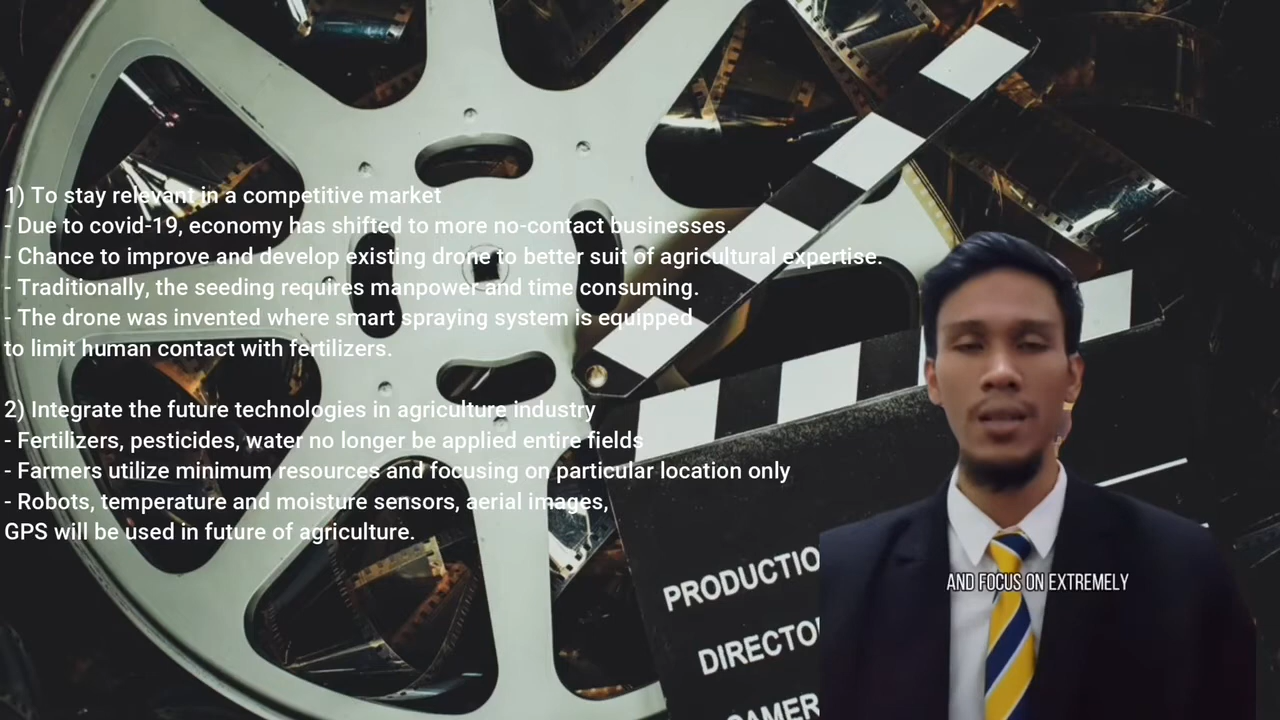 1) To stay relevant in a competitive market
- Due to covid-19, economy has shifted to more no-contact businesses.
- Chance to improve and develop existing drone to better suit of agricultural expertise.
- Traditionally, the seeding requires manpower and time consuming.
- The drone was invented where smart spraying system is equipped
to limit human contact with fertilizers.
2) Integrate the future technologies in agriculture industry
- Fertilizers, pesticides, water no longer be applied entire fields
- Farmers utilize minimum resources and focusing on particular location only
- Robots, temperature and moisture sensors, aerial images,
GPS will be used in future of agriculture.
PRODUCTIO
DIRECTO
CAMER
AND FOCUS ON EXTREMELY